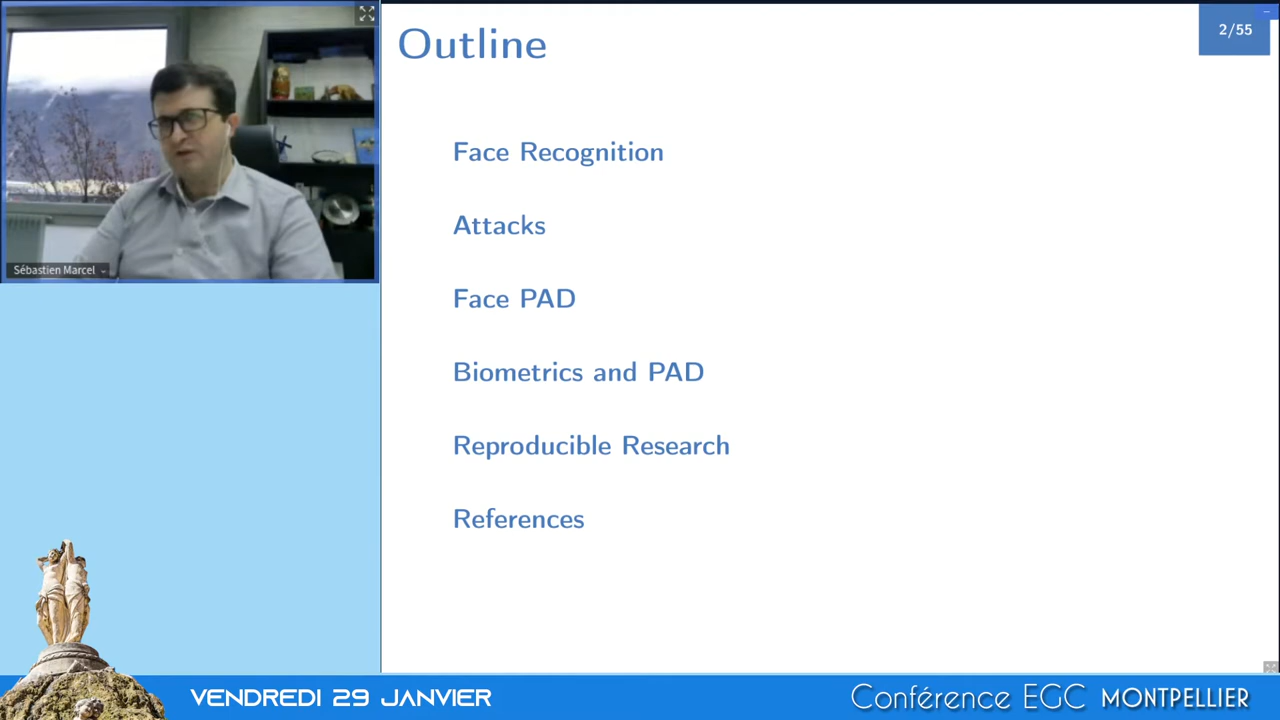 Outline
2/55
Face Recognition
Attacks
Face PAD
Biometrics and PAD
Reproducible Research
References
Sébastien Marcel
VENDREDI 29 JANVIER
Conférence EGC MONTPELLIER